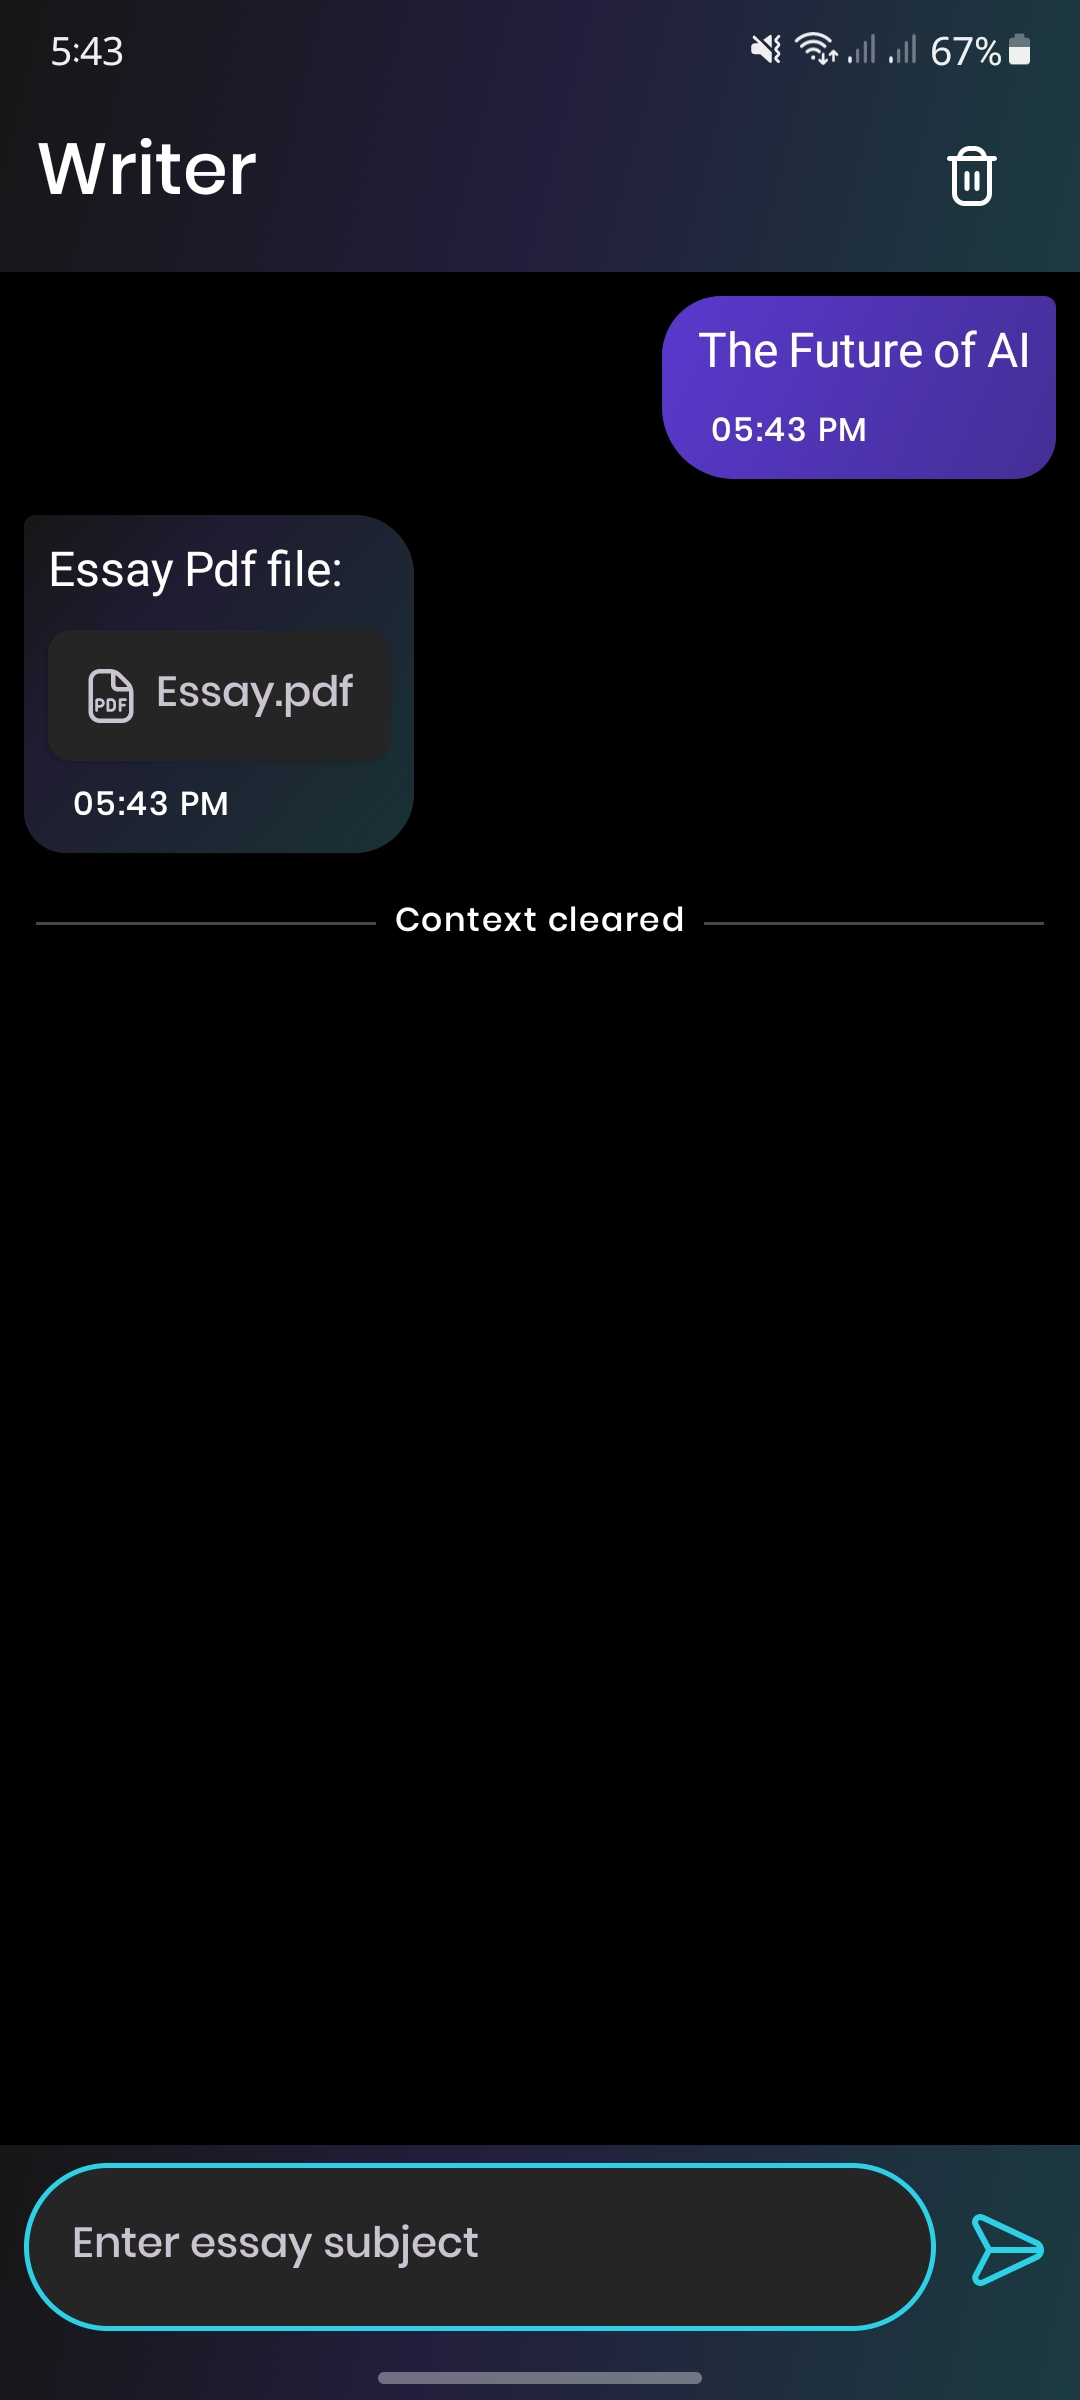 5:43
67%
Writer
The Future of AI
05:43 PM
Essay Pdf file:
PDF
Essay.pdf
05:43 PM
Context cleared
Enter essay subject